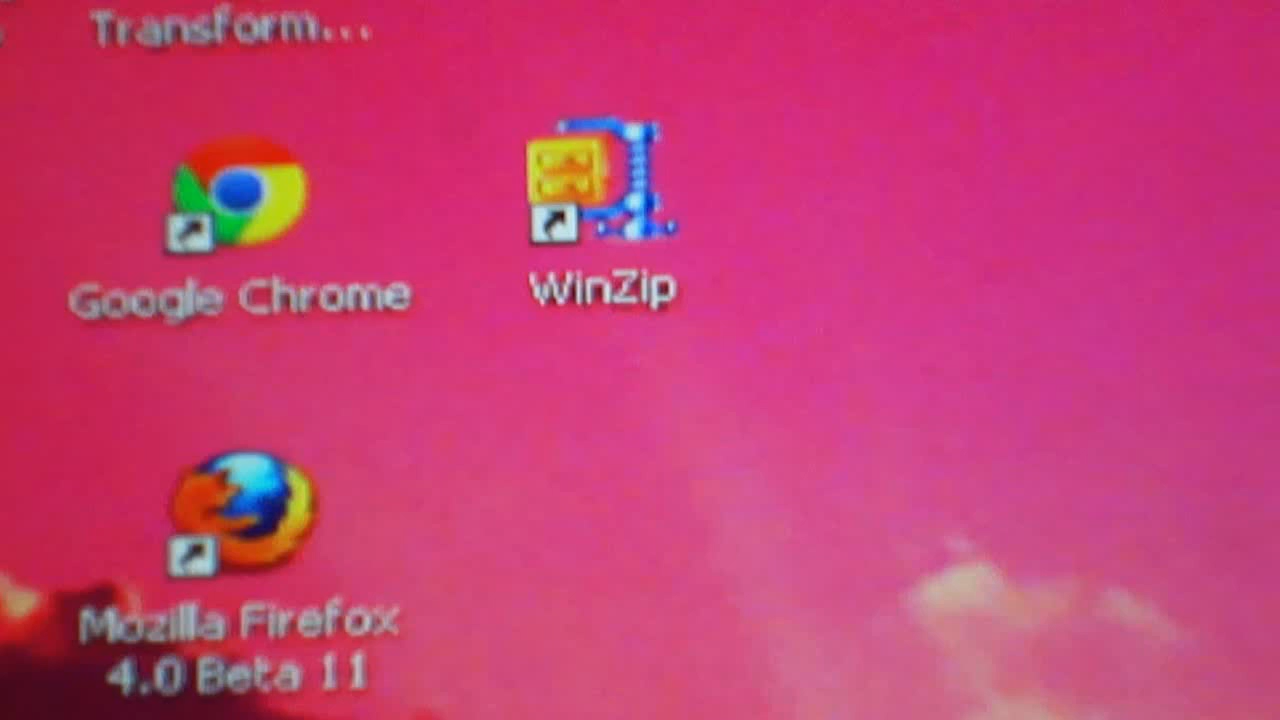 Transform...
Google Chrome
WinZip
Mozilla Firefox
4.0 Beta 11